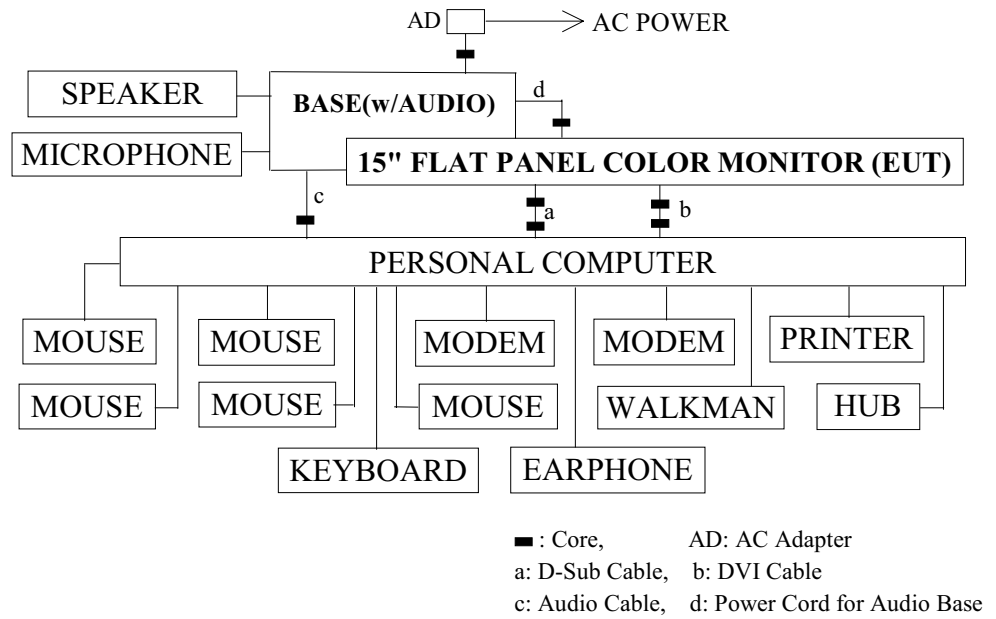 AD
AC POWER
SPEAKER
BASE(w/AUDIO)
d
MICROPHONE
15" FLAT PANEL COLOR MONITOR (EUT)
c
a
b
PERSONAL COMPUTER
MOUSE
MOUSE
MODEM
MODEM
PRINTER
MOUSE
MOUSE
MOUSE
WALKMAN
HUB
KEYBOARD
EARPHONE
: Core, AD: AC Adapter
a: D-Sub Cable, b: DVI Cable
c: Audio Cable, d: Power Cord for Audio Base